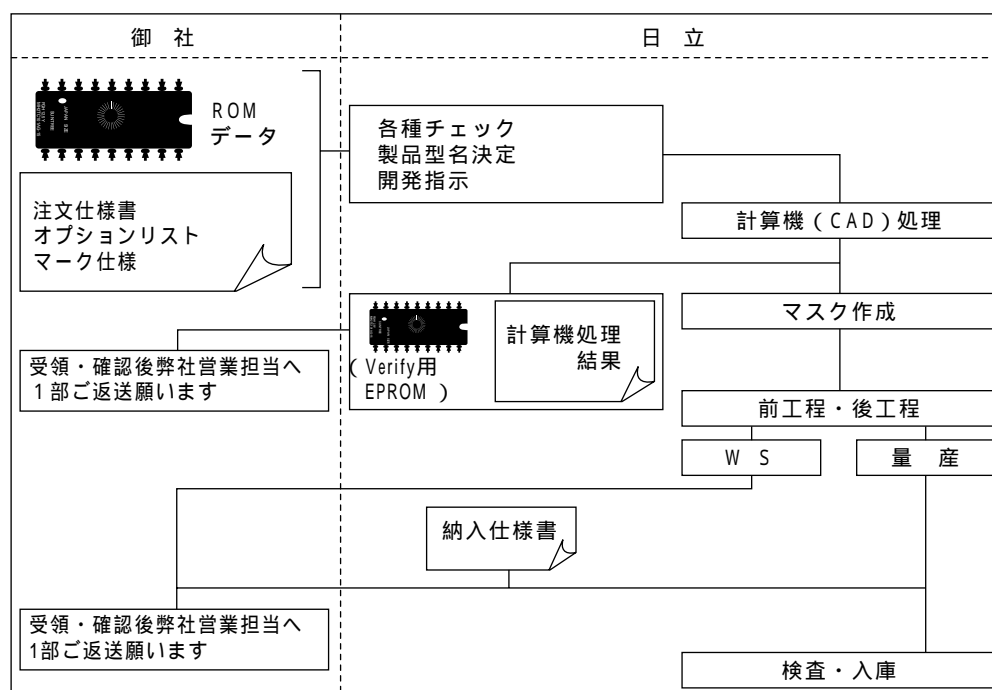 御 社
日 立
ROM
データ
注文仕様書
オプションリスト
マーク仕様
各種チェック
製品型名決定
開発指示
計算機(CAD)処理
マスク作成
(Verify用
EPROM )
計算機処理
結果
受領・確認後弊社営業担当へ
1部ご返送願います
前工程・後工程
W S
量 産
納入仕様書
受領・確認後弊社営業担当へ
1部ご返送願います
検査・入庫